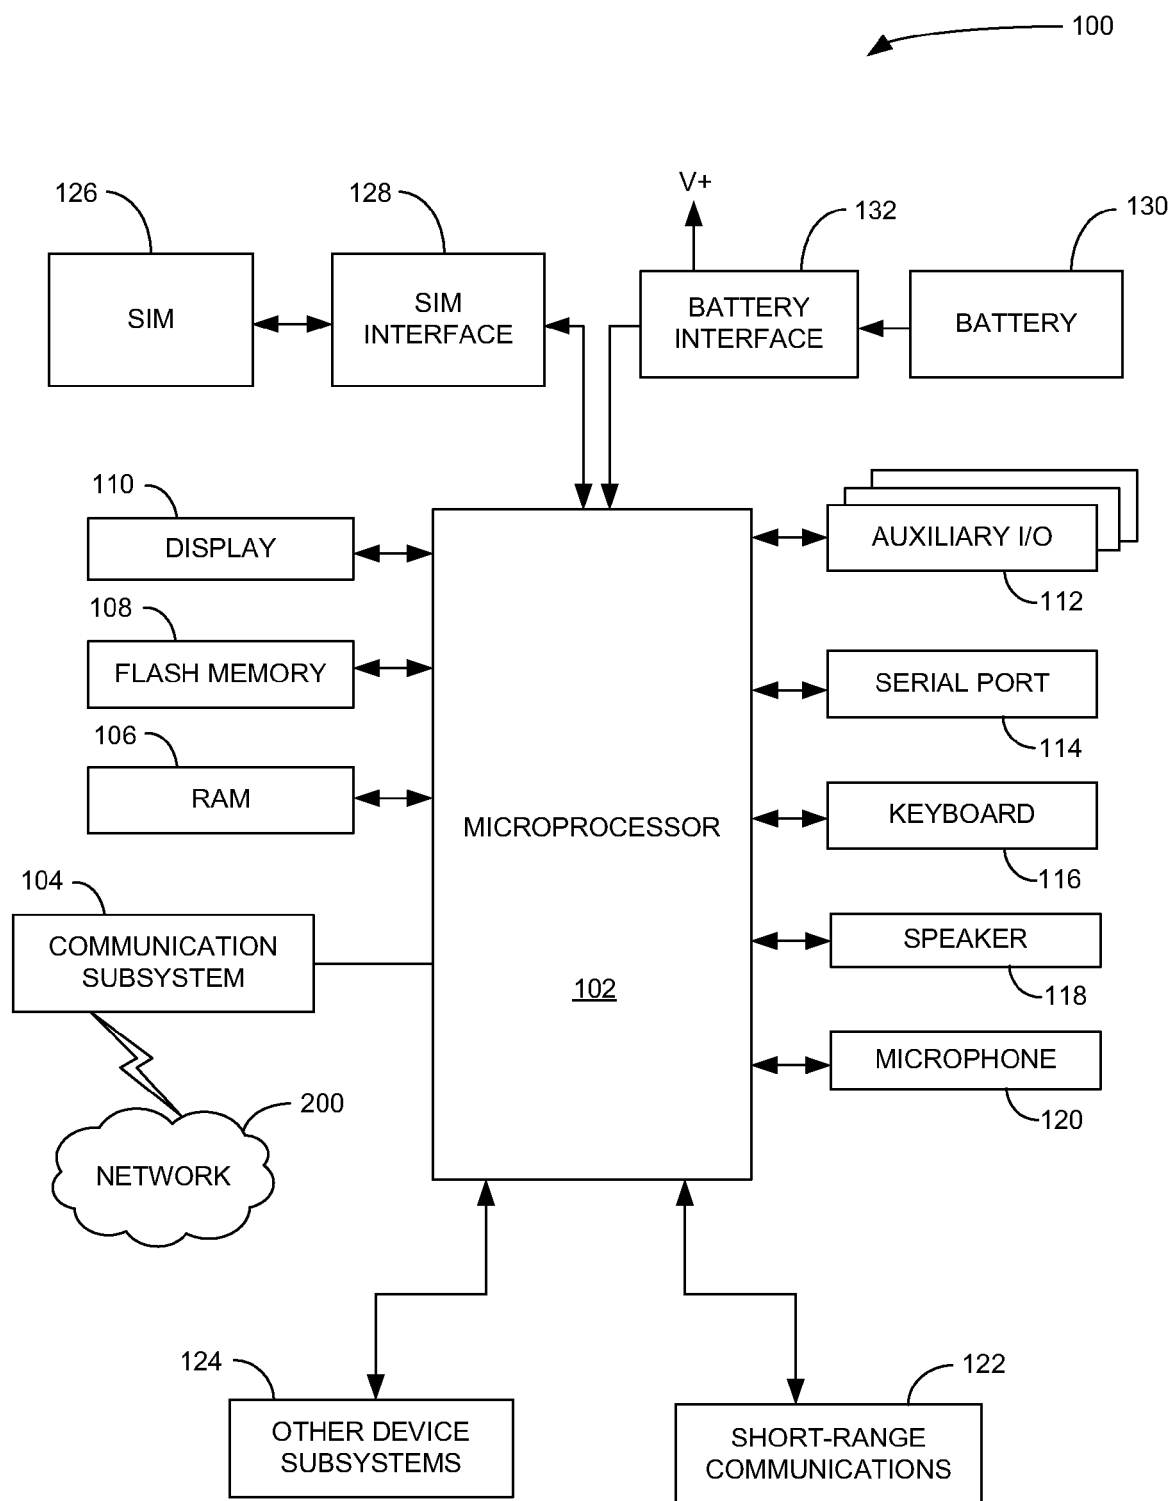 100
V+
126
128
132
130
SIM
SIM
INTERFACE
BATTERY
INTERFACE
BATTERY
110
DISPLAY
AUXILIARY I/O
112
108
FLASH MEMORY
SERIAL PORT
114
106
RAM
KEYBOARD
116
MICROPROCESSOR
102
104
COMMUNICATION
SUBSYSTEM
SPEAKER
118
MICROPHONE
120
200
NETWORK
124
OTHER DEVICE
SUBSYSTEMS
122
SHORT-RANGE
COMMUNICATIONS